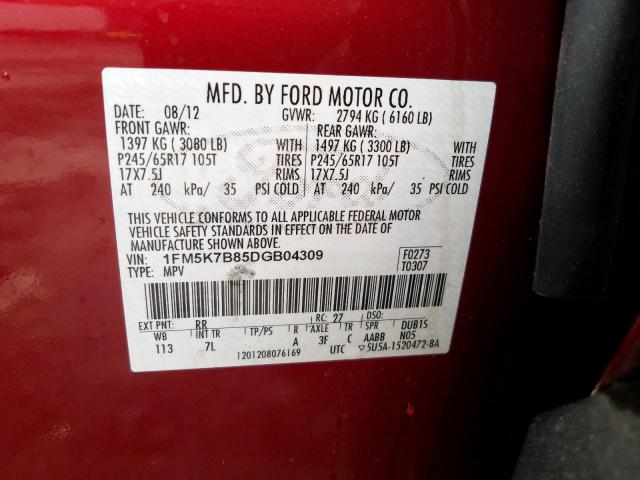 MFD. BY FORD MOTOR CO.
DATE: 08/12 GVWR: 2794 KG ( 6160 LB)
FRONT GAWR: REAR GAWR:
1397 KG ( 3080 LB) WITH 1497 KG ( 3300 LB) WITH
P245/65R17 105T TIRES P245/65R17 105T TIRES
17X7.5J RIMS 17X7.5J RIMS
AT 240 kPa/ 35 PSI COLD AT 240 kPa/ 35 PSI COLD
THIS VEHICLE CONFORMS TO ALL APPLICABLE FEDERAL MOTOR
VEHICLE SAFETY STANDARDS IN EFFECT ON THE DATE OF
MANUFACTURE SHOWN ABOVE.
VIN: 1FM5K7B85DGB04309 F0273
TYPE: MPV T0307
EXT PNT: RR RC: 27 DSO:
WB INT TR TP/PS R AXLE TR SPR DUB1S
113 7L A 3F C AABB N05
1201208076169 UTC ▽5U5A-1520472-BA
Ford